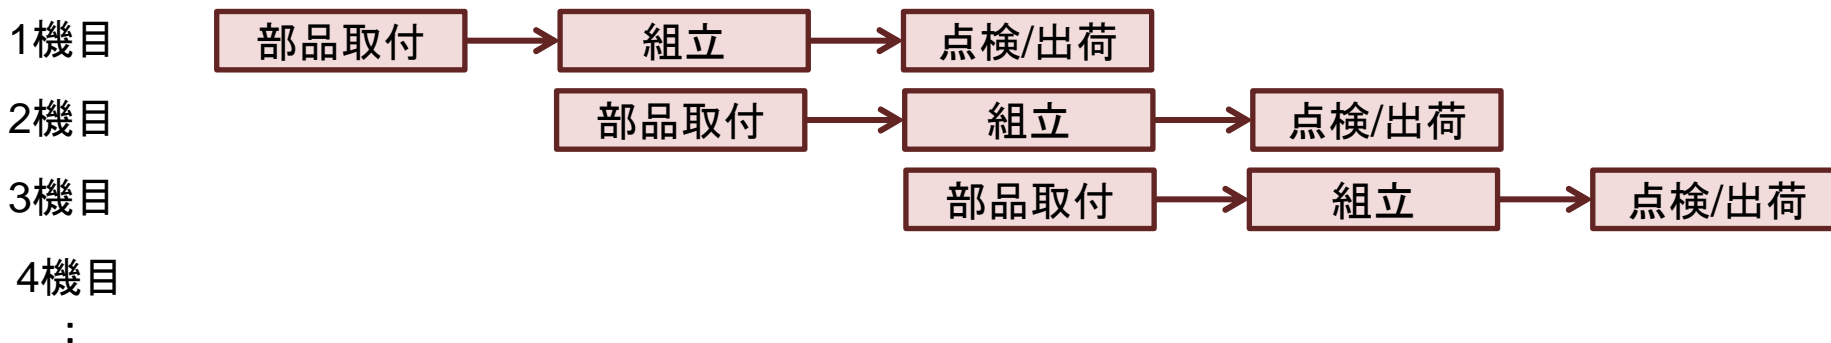 1機目 部品取付 組立 点検/出荷
2機目 部品取付 組立 点検/出荷
3機目 部品取付 組立 点検/出荷
4機目
：